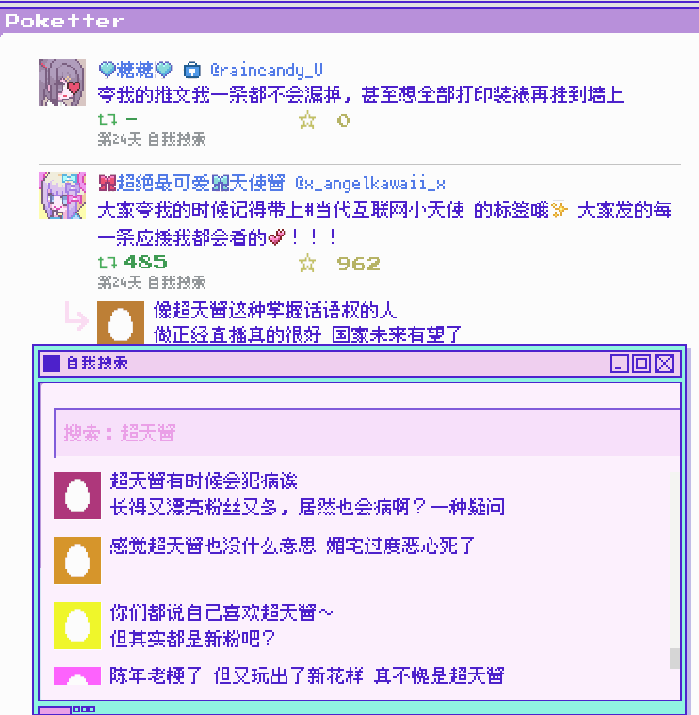 Poketter
糖糖 @raincandy_U
夸我的推文我一条都不会漏掉，甚至想全部打印装裱再挂到墙上
- 0
第24天 自我搜索
超絕最可爱天使酱 @x_angelkawaii_x
大家夸我的时候记得带上#当代互联网小天使 的标签哦 大家发的每
一条应援我都会看的！！！
485 962
第24天 自我搜索
像超天酱这种掌握话语权的人
做正经直播真的很好 国家未来有望了
自我搜索
搜索：超天酱
超天酱有时候会犯病诶
长得又漂亮粉丝又多，居然也会病啊？一种疑问
感觉超天酱也没什么意思 媚宅过度恶心死了
你们都说自己喜欢超天酱～
但其实都是新粉吧？
陈年老梗了 但又玩出了新花样 真不愧是超天酱